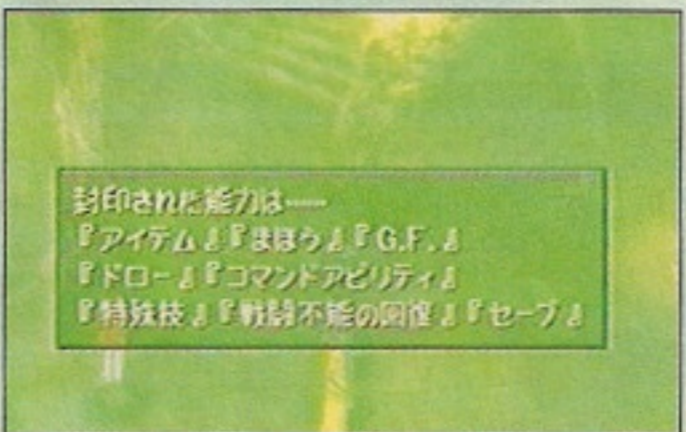 封印された能力は……
『アイテム』『まほう』『G.F.』
『ドロー』『コマンドアビリティ』
『特殊技』『戦闘不能の回復』『セーブ』